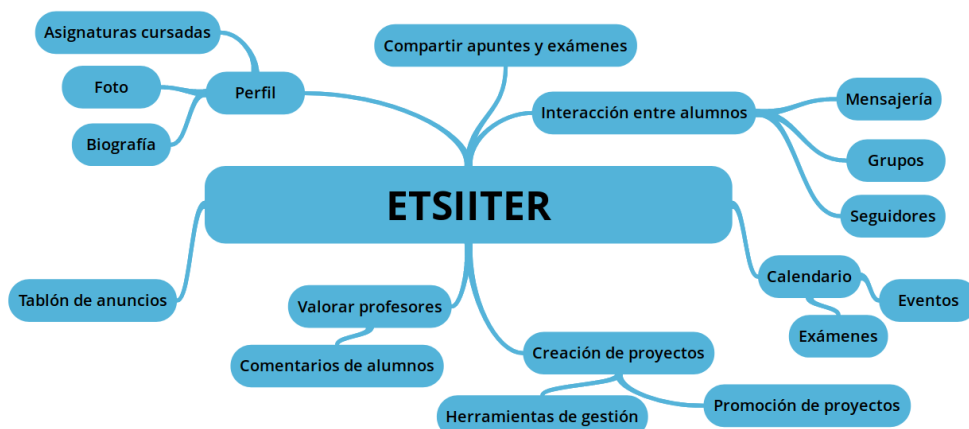 Asignaturas cursadas
Compartir apuntes y exámenes
Foto
Perfil
Biografía
Interacción entre alumnos
Mensajería
Grupos
Seguidores
ETSIITER
Tablón de anuncios
Valorar profesores
Comentarios de alumnos
Calendario
Eventos
Exámenes
Creación de proyectos
Herramientas de gestión
Promoción de proyectos